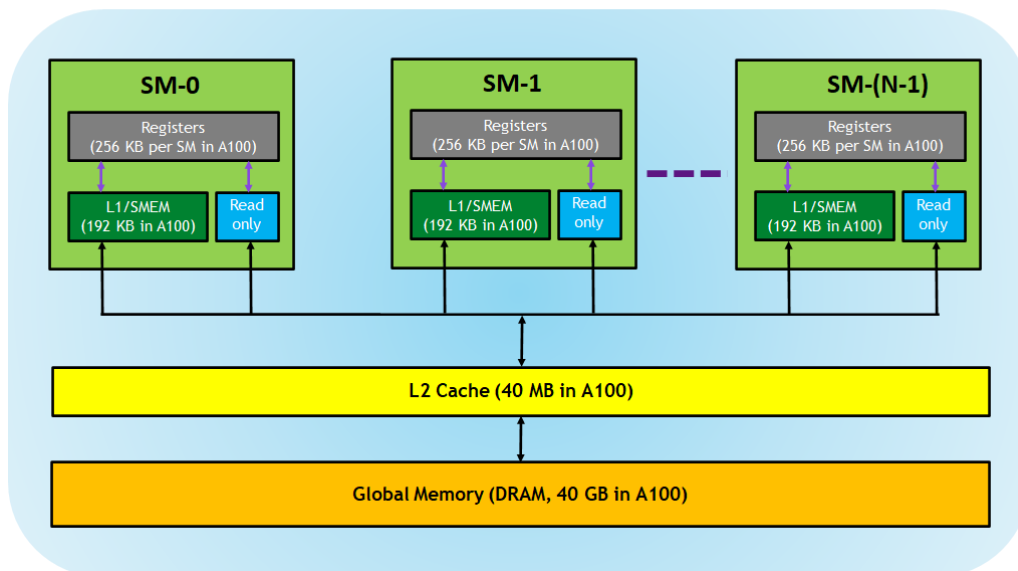 SM-0
Registers
(256 KB per SM in A100)
L1/SMEM
(192 KB in A100)
Read
only
SM-1
Registers
(256 KB per SM in A100)
L1/SMEM
(192 KB in A100)
Read
only
SM-(N-1)
Registers
(256 KB per SM in A100)
L1/SMEM
(192 KB in A100)
Read
only
L2 Cache (40 MB in A100)
Global Memory (DRAM, 40 GB in A100)